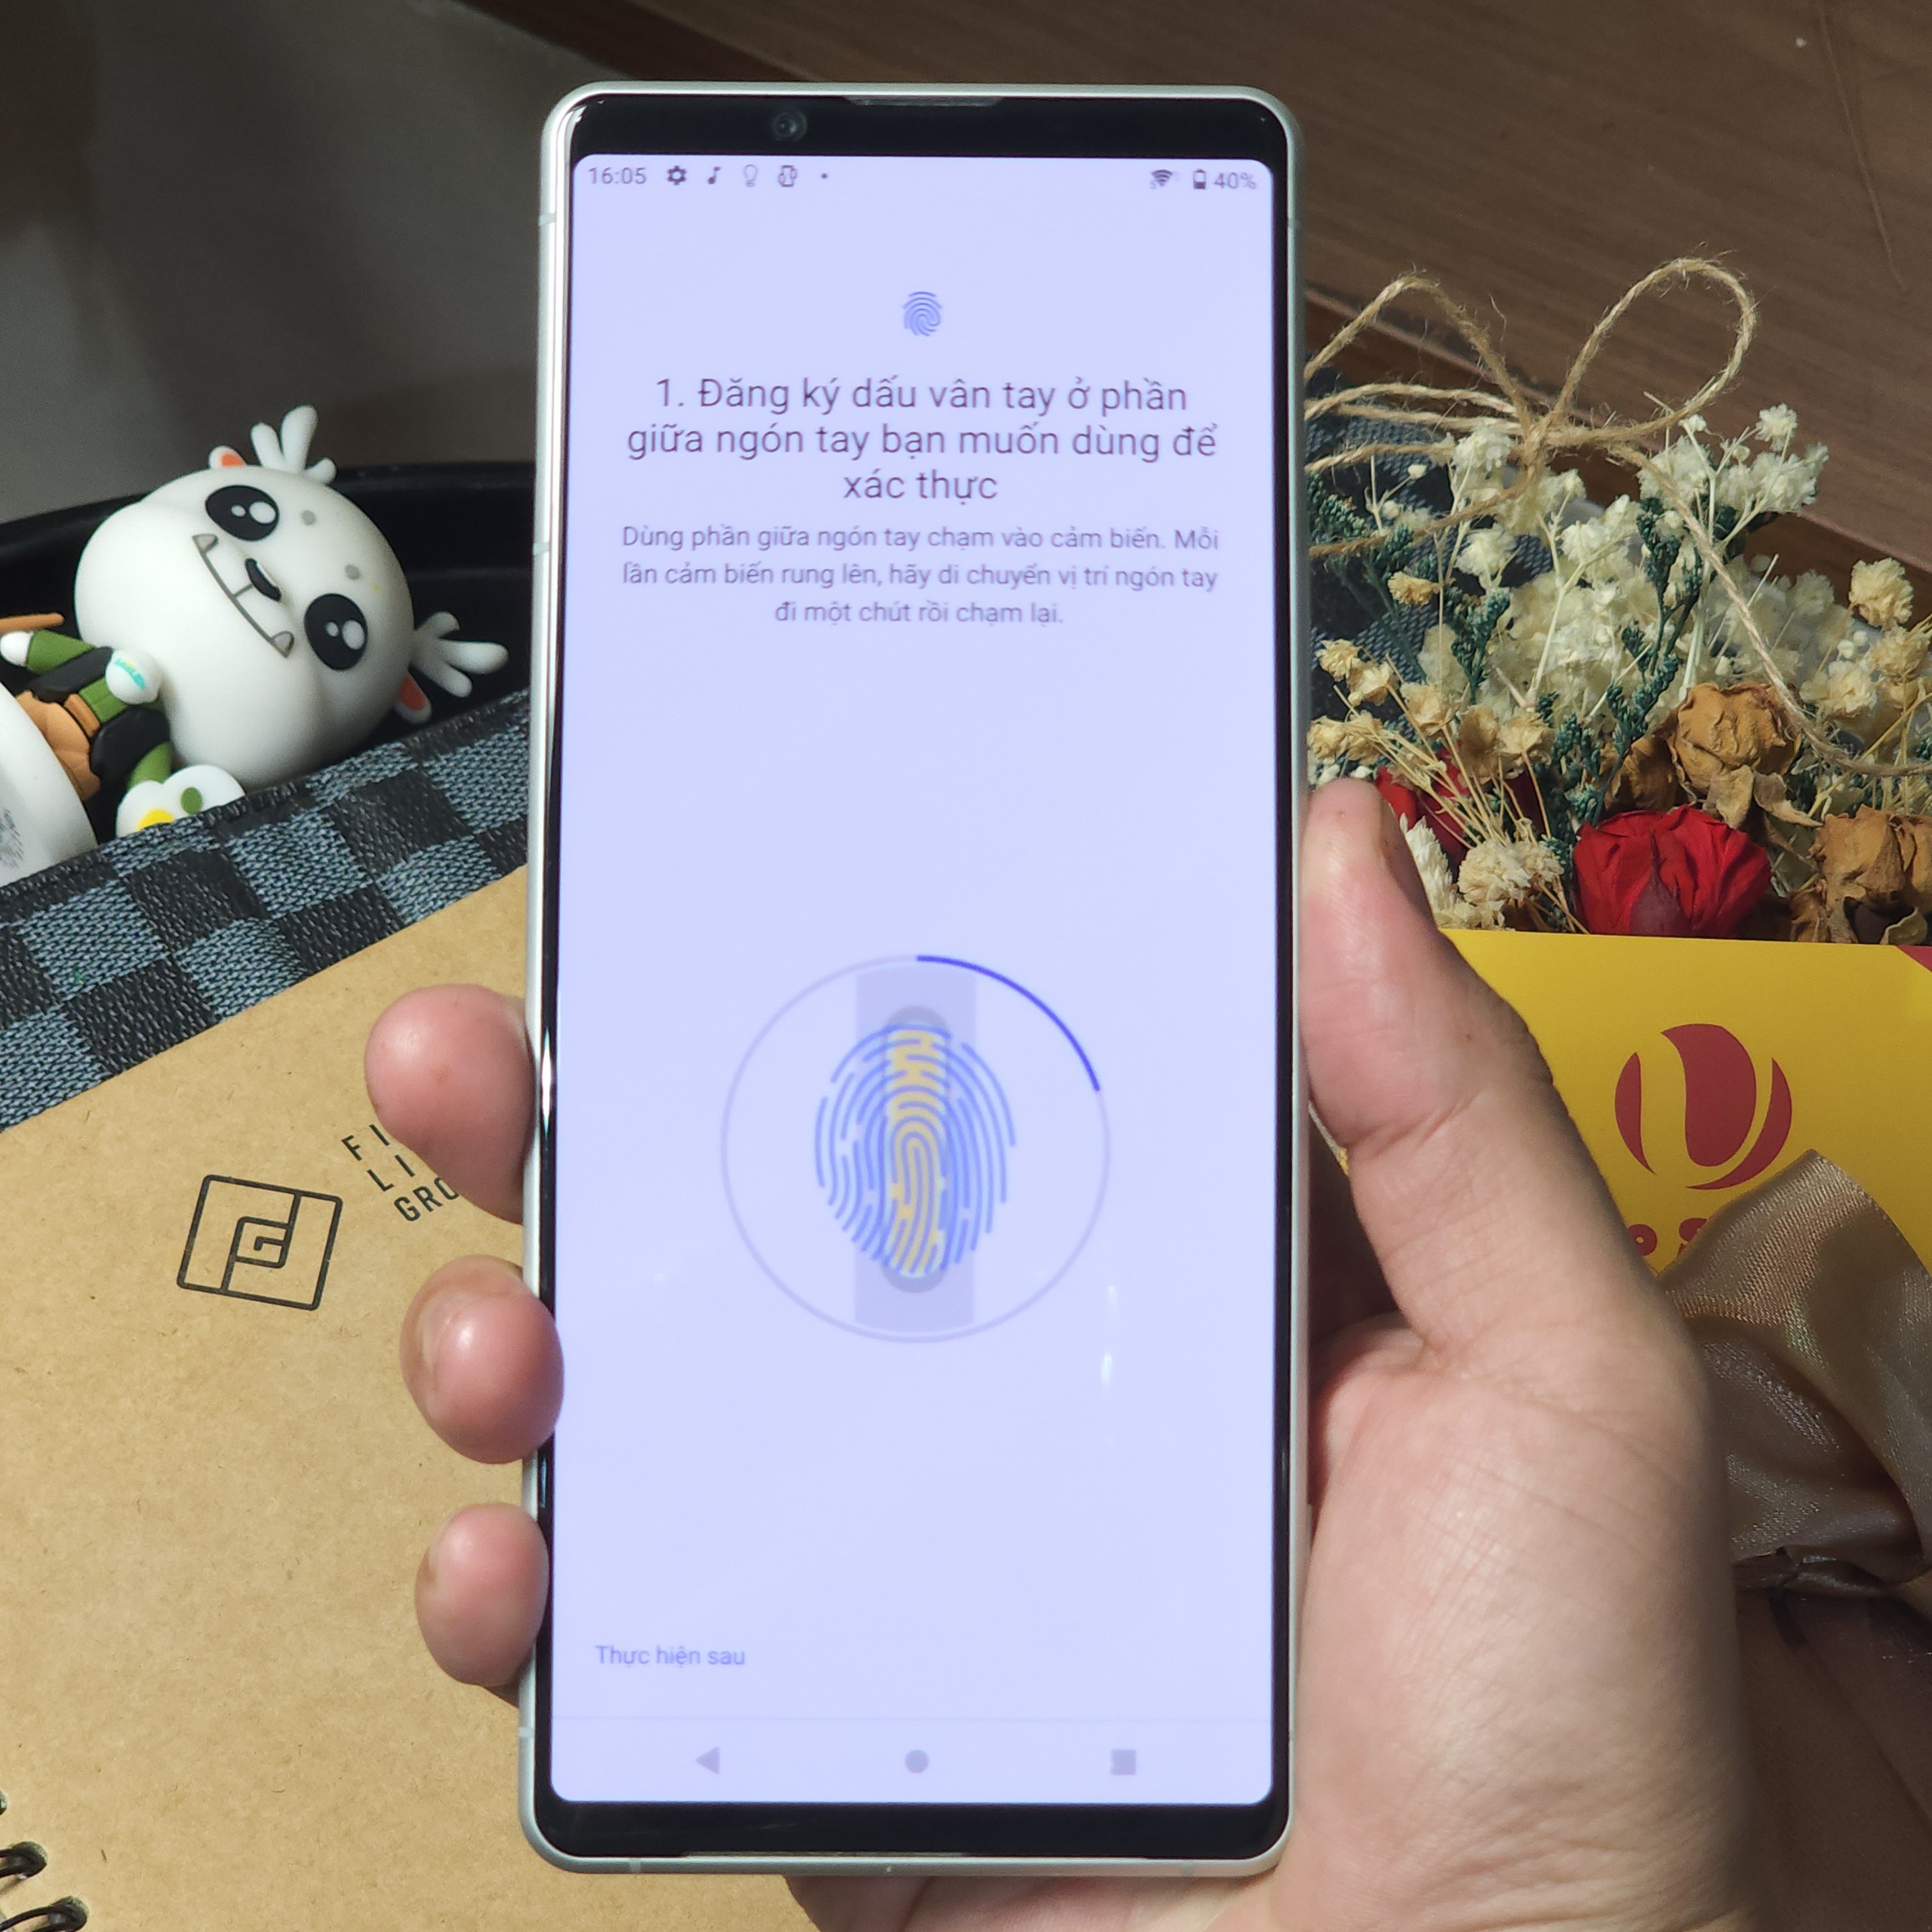 16:05
40%
1. Đăng ký dấu vân tay ở phần
giữa ngón tay bạn muốn dùng để
xác thực
Dùng phần giữa ngón tay chạm vào cảm biến. Mỗi
lần cảm biến rung lên, hãy di chuyển vị trí ngón tay
đi một chút rồi chạm lại.
Thực hiện sau